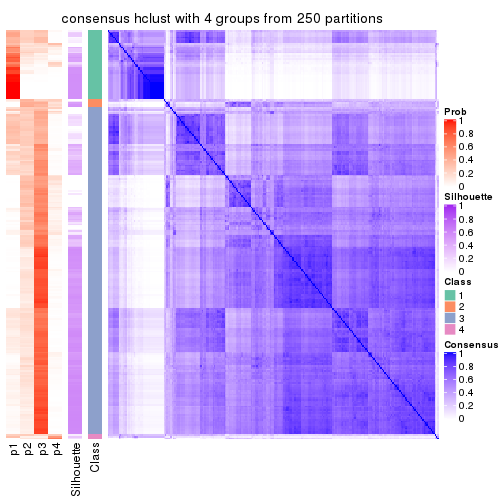 consensus hclust with 4 groups from 250 partitions
Prob
1
0.8
0.6
0.4
0.2
0
Silhouette
1
0.8
0.6
0.4
0.2
0
Class
1
2
3
4
Consensus
1
0.8
0.6
0.4
0.2
0
p1
p2
p3
p4
Silhouette
Class